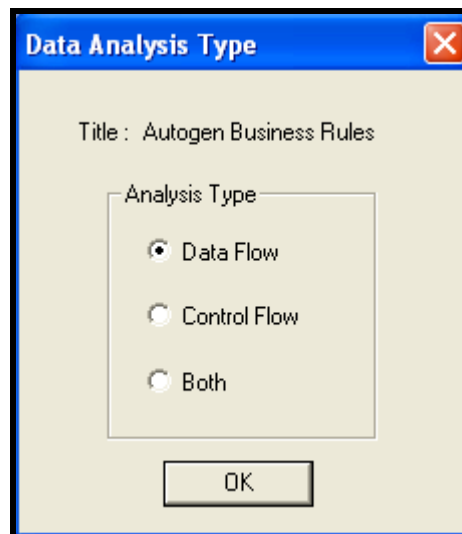 Data Analysis Type
Title : Autogen Business Rules
Analysis Type
Data Flow
Control Flow
Both
OK